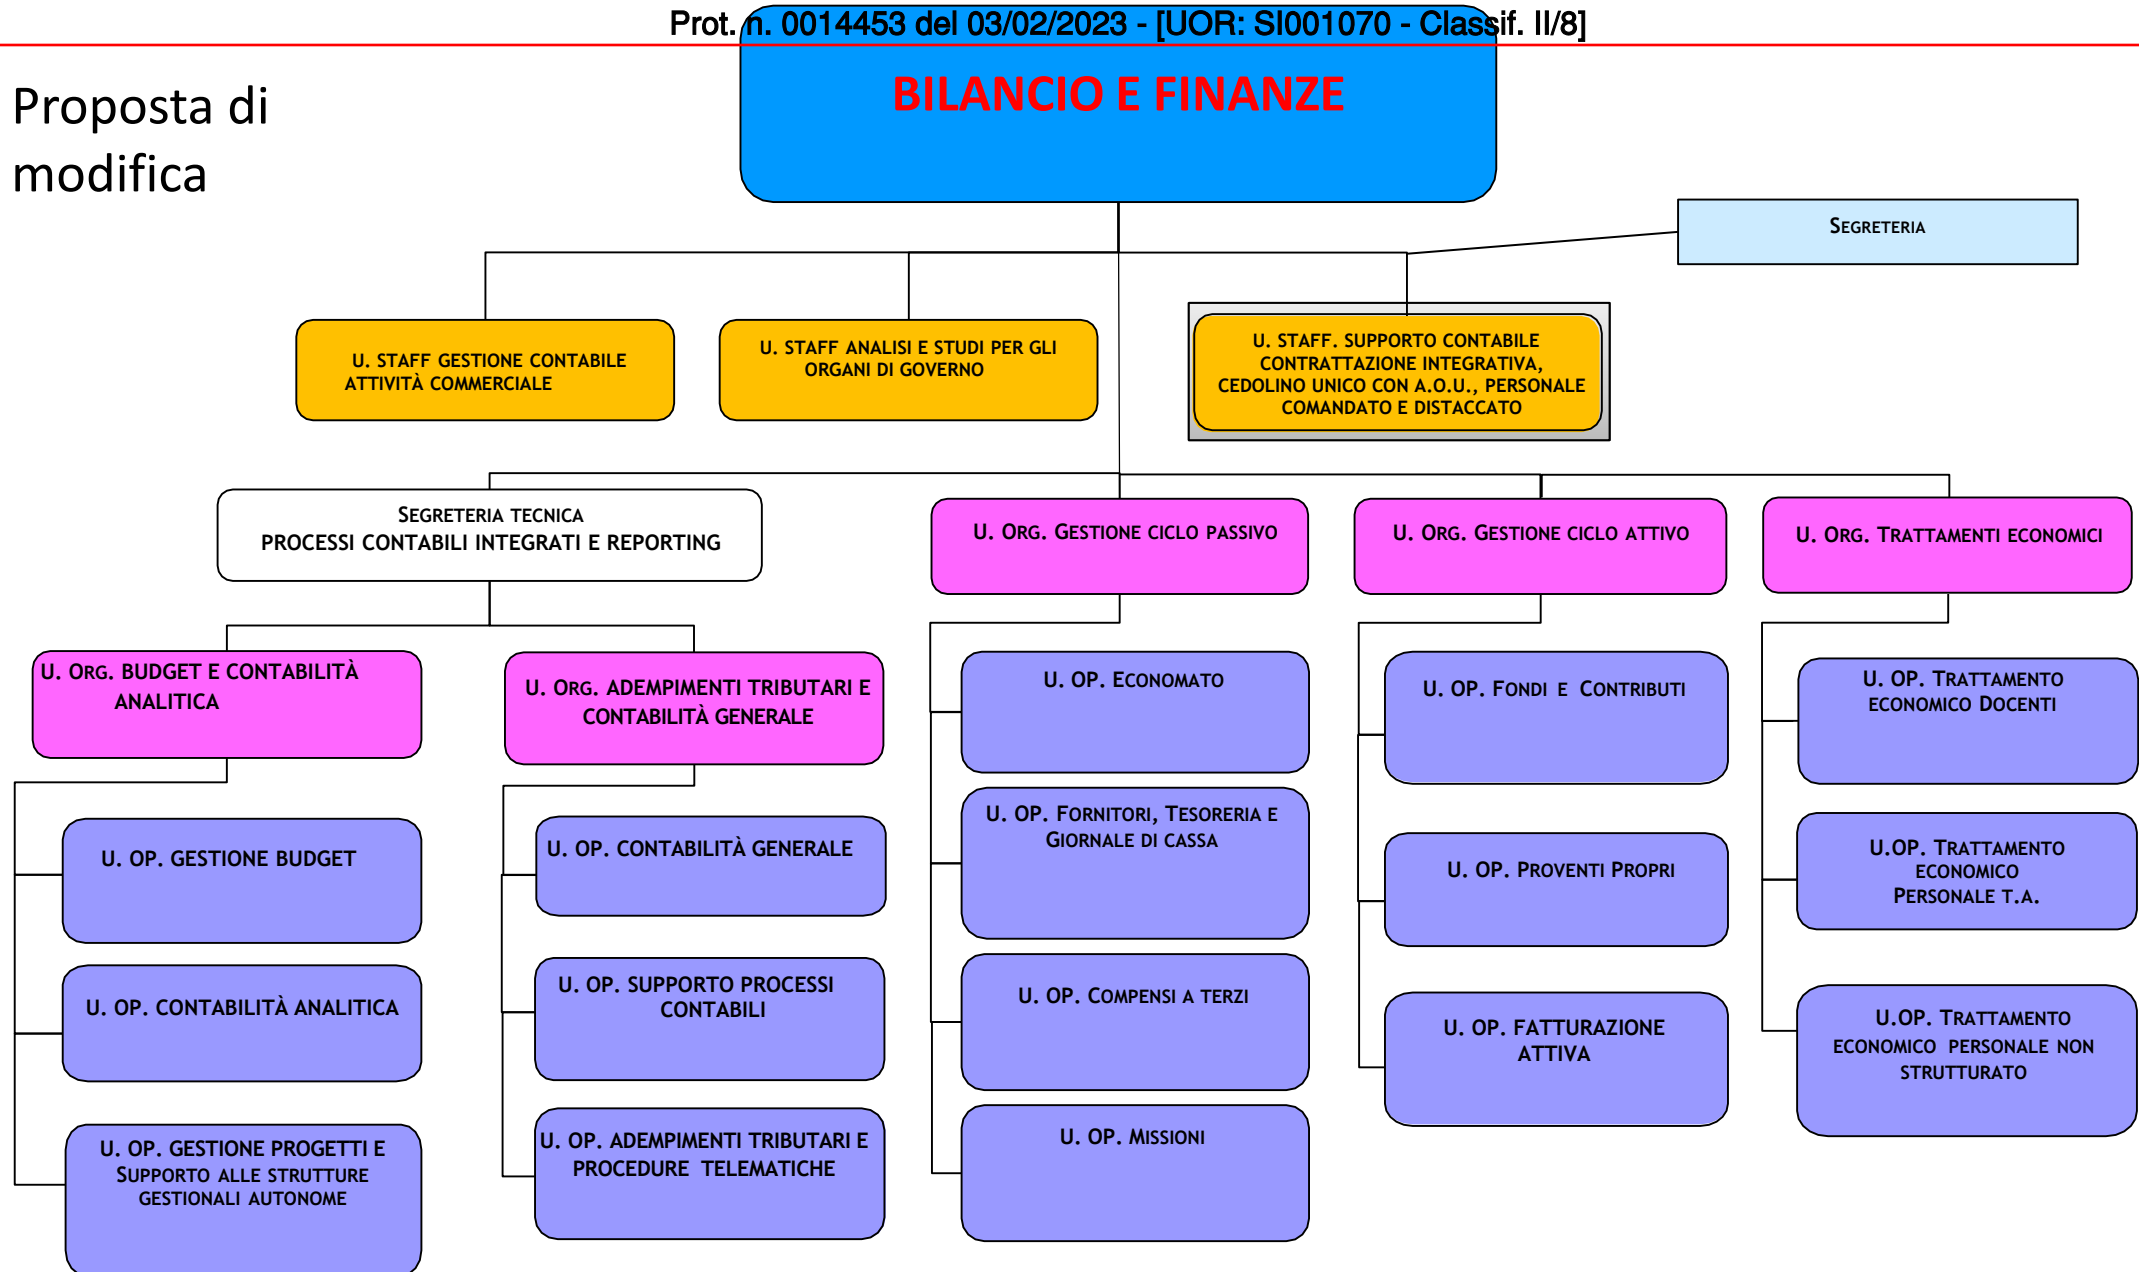 Prot. n. 0014453 del 03/02/2023 - [UOR: SI001070 - Classif. II/8]
Proposta di
modifica
BILANCIO E FINANZE
SEGRETERIA
U. STAFF GESTIONE CONTABILE
ATTIVITÀ COMMERCIALE
U. STAFF ANALISI E STUDI PER GLI
ORGANI DI GOVERNO
U. STAFF. SUPPORTO CONTABILE
CONTRATTAZIONE INTEGRATIVA,
CEDOLINO UNICO CON A.O.U., PERSONALE
COMANDATO E DISTACCATO
SEGRETERIA TECNICA
PROCESSI CONTABILI INTEGRATI E REPORTING
U. ORG. GESTIONE CICLO PASSIVO
U. ORG. GESTIONE CICLO ATTIVO
U. ORG. TRATTAMENTI ECONOMICI
U. ORG. BUDGET E CONTABILITÀ
ANALITICA
U. OP. GESTIONE BUDGET
U. OP. CONTABILITÀ ANALITICA
U. OP. GESTIONE PROGETTI E
SUPPORTO ALLE STRUTTURE
GESTIONALI AUTONOME
U. ORG. ADEMPIMENTI TRIBUTARI E
CONTABILITÀ GENERALE
U. OP. CONTABILITÀ GENERALE
U. OP. SUPPORTO PROCESSI
CONTABILI
U. OP. ADEMPIMENTI TRIBUTARI E
PROCEDURE TELEMATICHE
U. OP. ECONOMATO
U. OP. FORNITORI, TESORERIA E
GIORNALE DI CASSA
U. OP. COMPENSI A TERZI
U. OP. MISSIONI
U. OP. FONDI E CONTRIBUTI
U. OP. PROVENTI PROPRI
U. OP. FATTURAZIONE
ATTIVA
U. OP. TRATTAMENTO
ECONOMICO DOCENTI
U.OP. TRATTAMENTO
ECONOMICO
PERSONALE T.A.
U.OP. TRATTAMENTO
ECONOMICO PERSONALE NON
STRUTTURATO